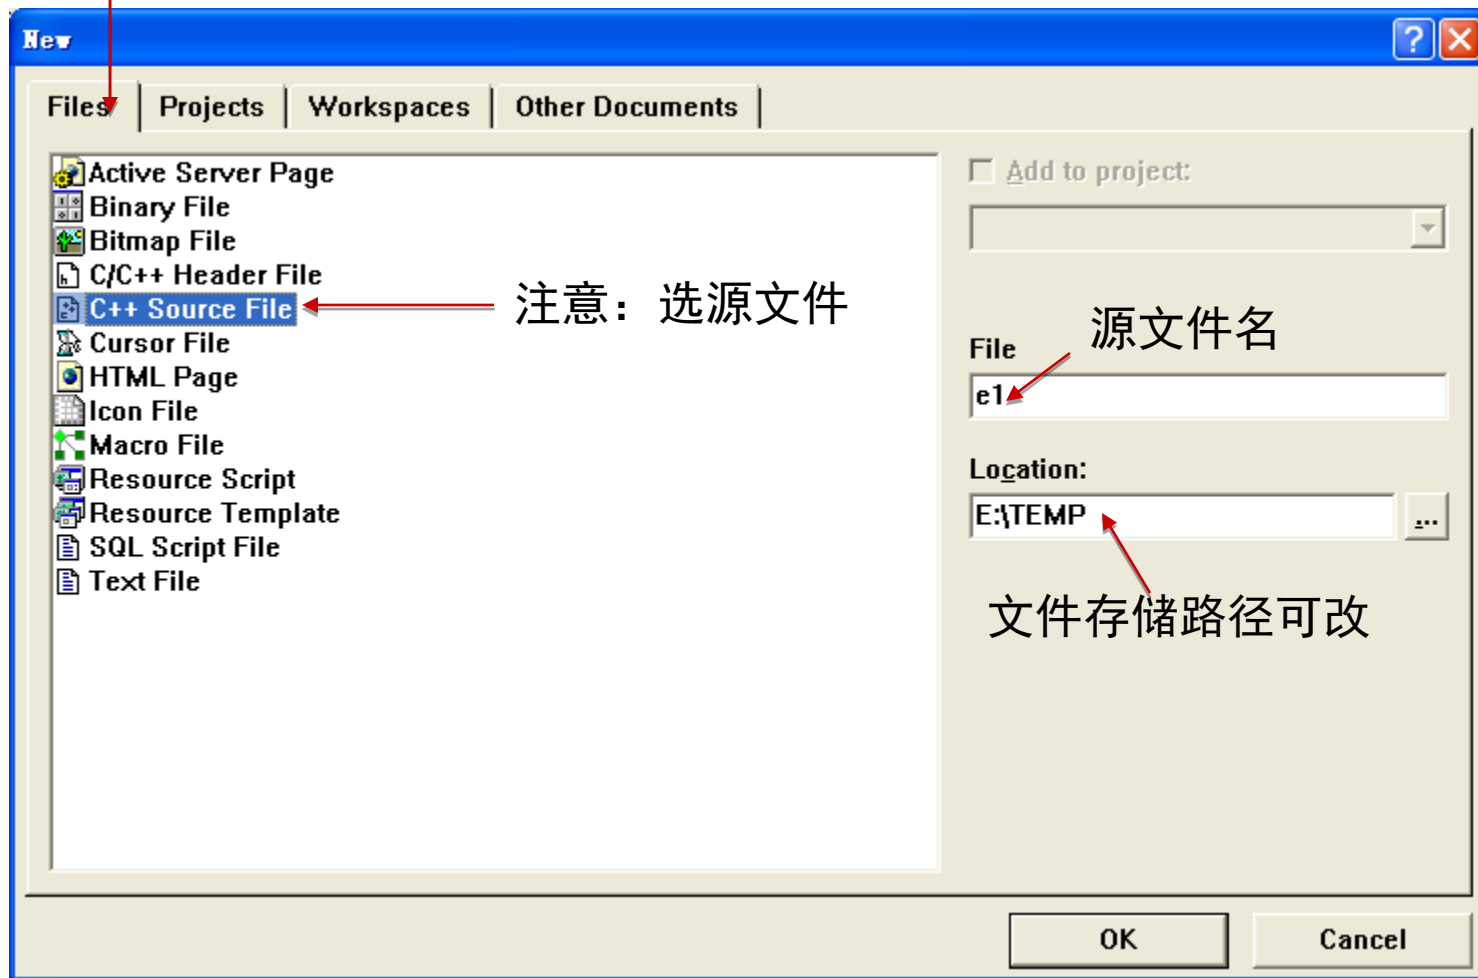 New
Files Projects Workspaces Other Documents
Active Server Page
Binary File
Bitmap File
C/C++ Header File
C++ Source File
Cursor File
HTML Page
Icon File
Macro File
Resource Script
Resource Template
SQL Script File
Text File
注意：选源文件
Add to project:
源文件名
File
e1
Location:
E:\TEMP
...
文件存储路径可改
OK Cancel